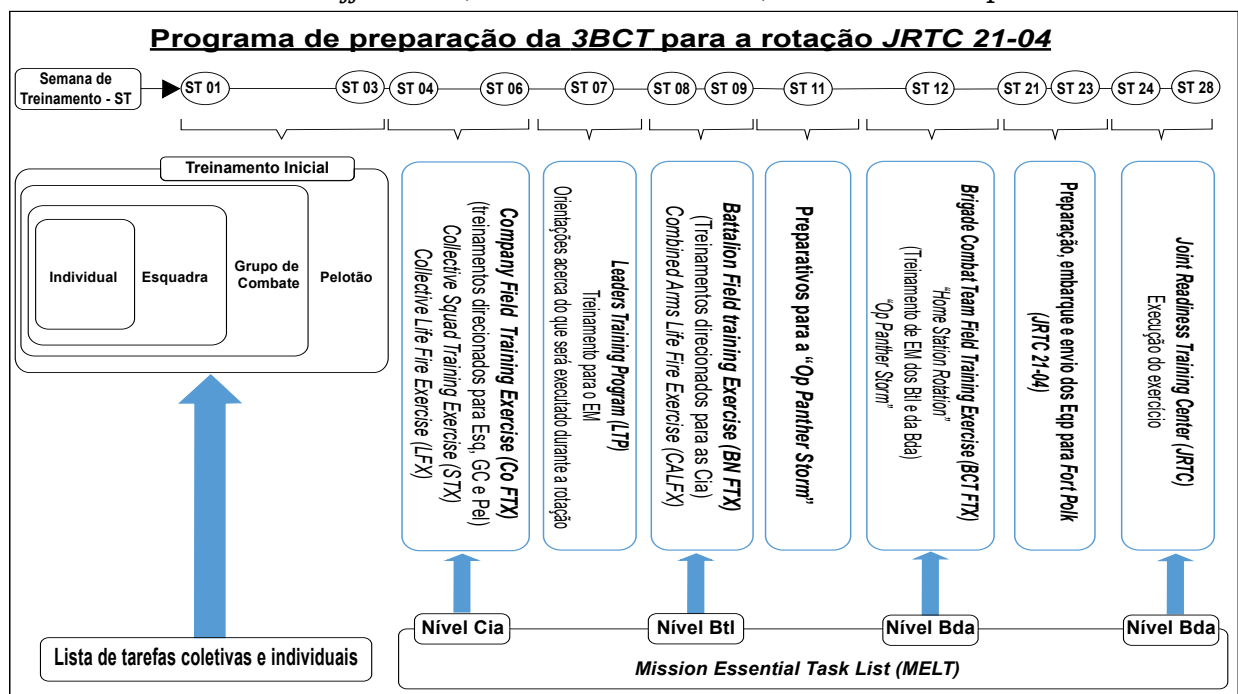 Programa de preparação da 3BCT para a rotação JRTC 21-04
Semana de
Treinamento - ST
ST 01
ST 03
ST 04
ST 06
ST 07
ST 08
ST 09
ST 11
ST 12
ST 21
ST 23
ST 24
ST 28
Treinamento Inicial
Individual
Esquadra
Grupo de
Combate
Pelotão
Company Field Training Exercise (Co FTX)
(treinamentos direcionados para Esq, GC e Pel)
Collective Squad Training Exercise (STX)
Collective Life Fire Exercise (LFX)
Leaders Training Program (LTP)
Treinamento para o EM
Orientações acerca do que será executado durante a rotação
Battalion Field training Exercise (BN FTX)
(Treinamentos direcionados para as Cia)
Combined Arms Life Fire Exercise (CALFX)
Preparativos para a “Op Panther Storm”
Brigade Combat Team Field Training Exercise (BCT FTX)
“Home Station Rotation”
(Treinamento de EM dos Btl e da Bda)
“Op Panther Storm”
Preparação, embarque e envio dos Eqp para Fort Polk
(JRTC 21-04)
Joint Readiness Training Center (JRTC)
Execução do exercício
Nível Cia
Nível Btl
Nível Bda
Nível Bda
Lista de tarefas coletivas e individuais
Mission Essential Task List (MELT)